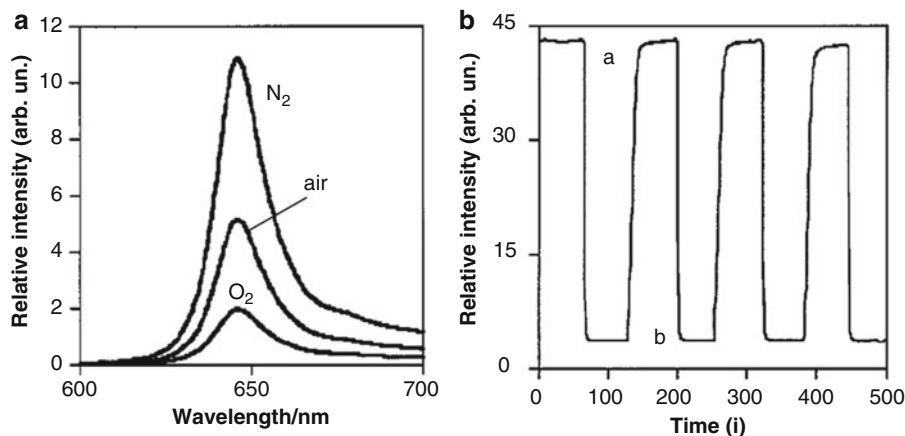 a
Relative intensity (arb. un.)
12
10
8
6
4
2
0
N2
air
O2
600
650
700
Wavelength/nm
b
Relative intensity (arb. un.)
45
30
15
0
a
b
0
100
200
300
400
500
Time (i)